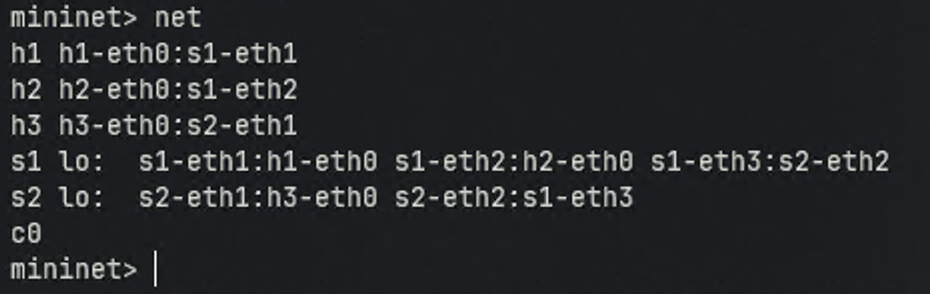 mininet> net
h1 h1-eth0:s1-eth1
h2 h2-eth0:s1-eth2
h3 h3-eth0:s2-eth1
s1 lo:  s1-eth1:h1-eth0 s1-eth2:h2-eth0 s1-eth3:s2-eth2
s2 lo:  s2-eth1:h3-eth0 s2-eth2:s1-eth3
c0
mininet>